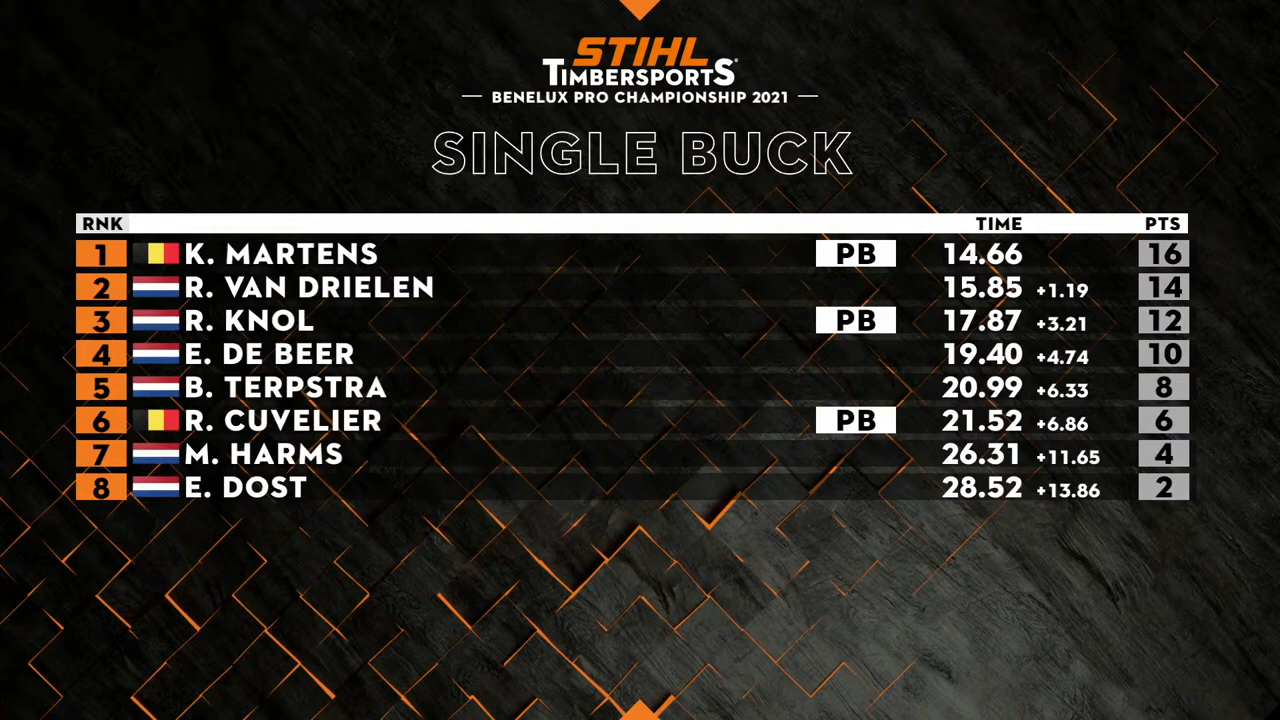 STIHL
TIMBERSPORTS®
BENELUX PRO CHAMPIONSHIP 2021
SINGLE BUCK
RNK TIME PTS
1 K. MARTENS PB 14.66 16
2 R. VAN DRIELEN 15.85 +1.19 14
3 R. KNOL PB 17.87 +3.21 12
4 E. DE BEER 19.40 +4.74 10
5 B. TERPSTRA 20.99 +6.33 8
6 R. CUVELIER PB 21.52 +6.86 6
7 M. HARMS 26.31 +11.65 4
8 E. DOST 28.52 +13.86 2